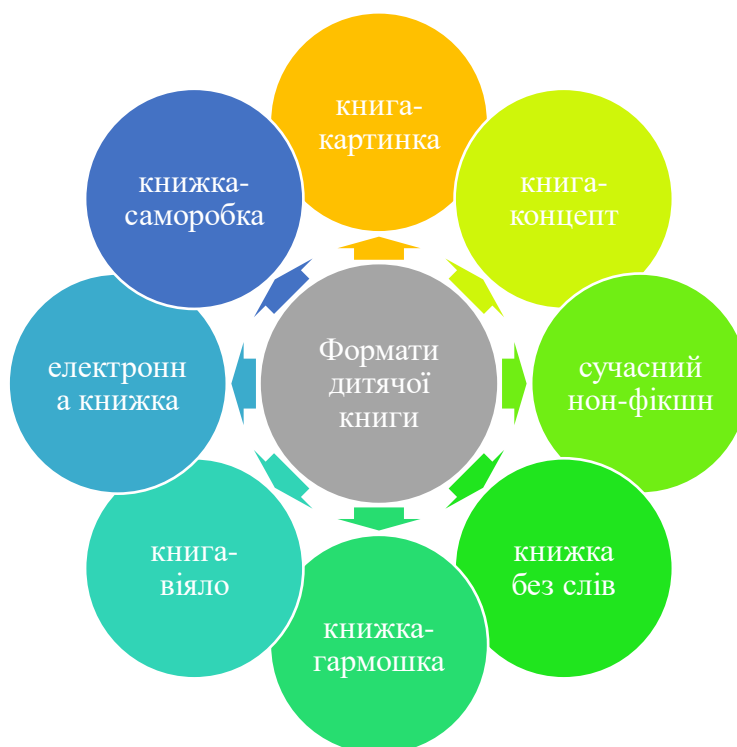 книга-
картинка
книга-
концепт
сучасний
нон-фікшн
книжка
без слів
книжка-
гармошка
книга-
віяло
електронн
а книжка
книжка-
саморобка
Формати
дитячої
книги